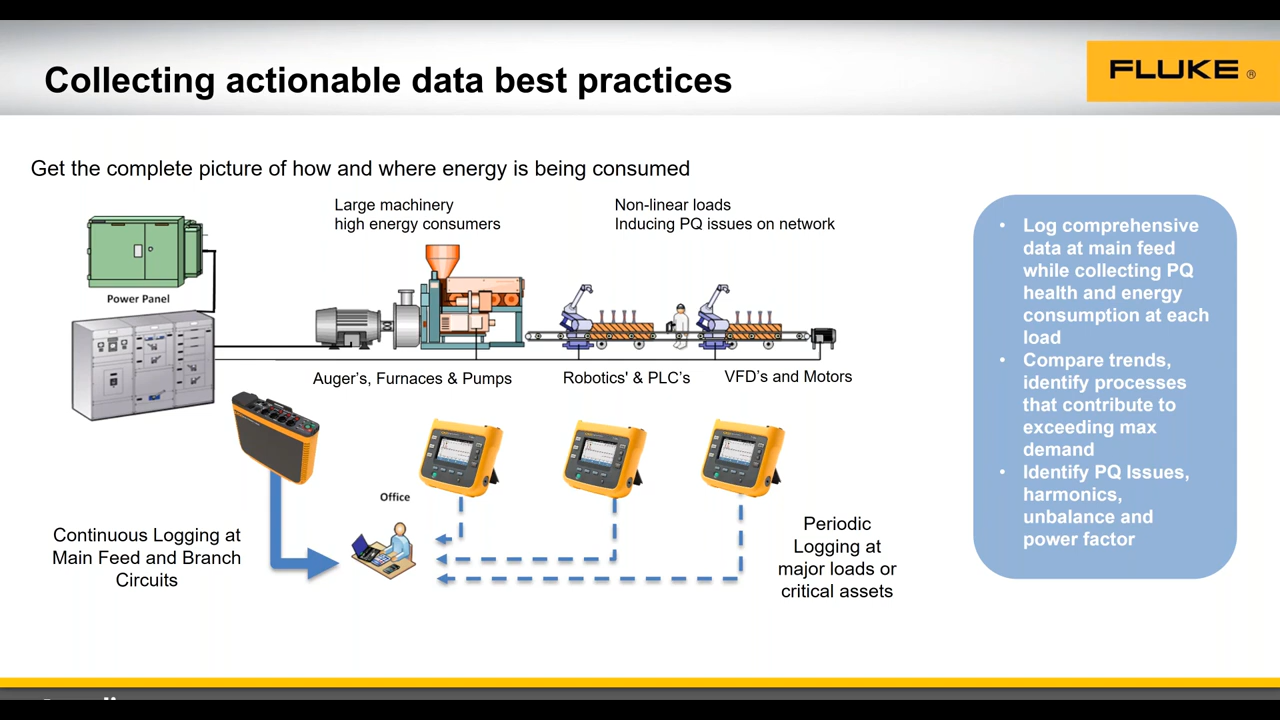 Collecting actionable data best practices
FLUKE ®
Get the complete picture of how and where energy is being consumed
Large machinery
high energy consumers
Non-linear loads
Inducing PQ issues on network
Power Panel
Auger's, Furnaces & Pumps
Robotics' & PLC's
VFD's and Motors
Office
Continuous Logging at
Main Feed and Branch
Circuits
Periodic
Logging at
major loads or
critical assets
• Log comprehensive
data at main feed
while collecting PQ
health and energy
consumption at each
load
• Compare trends,
identify processes
that contribute to
exceeding max
demand
• Identify PQ Issues,
harmonics,
unbalance and
power factor